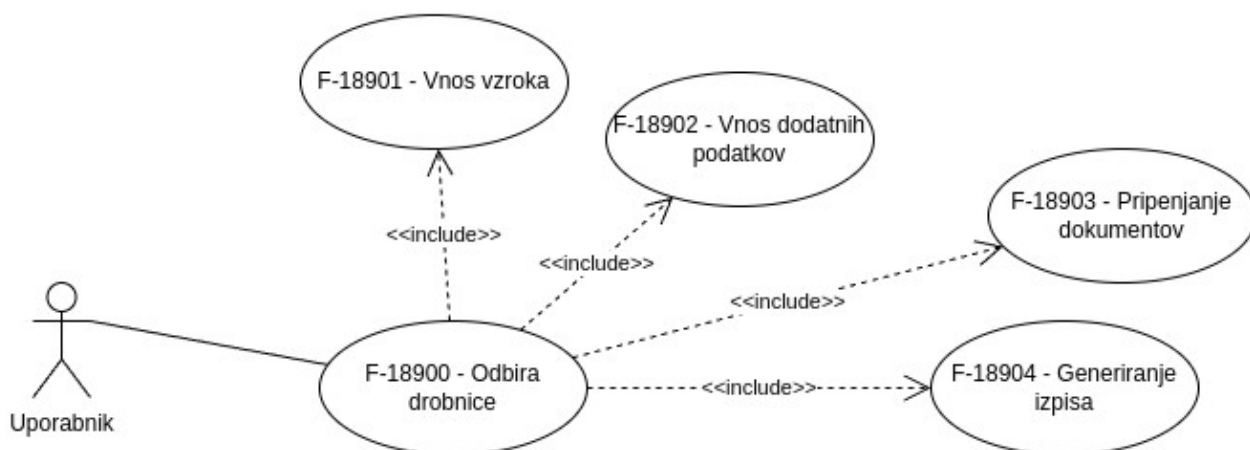 F-18901 - Vnos vzroka
F-18902 - Vnos dodatnih
podatkov
F-18903 - Pripenjanje
dokumentov
<<include>>
<<include>>
<<include>>
F-18900 - Odbira
drobnice
<<include>>
F-18904 - Generiranje
izpisa
Uporabnik